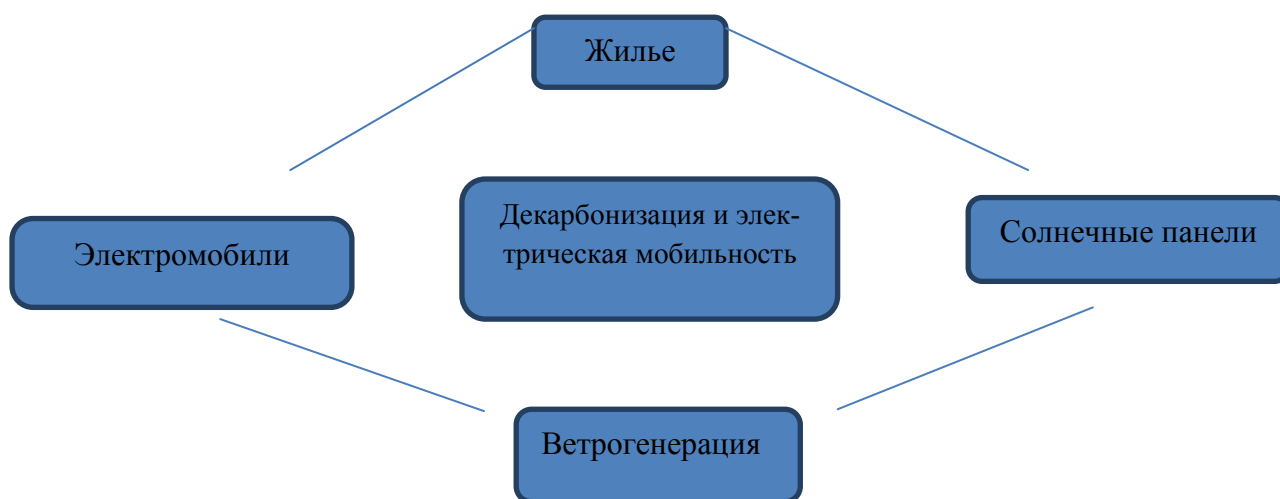 Жилье
Декарбонизация и элек-
трическая мобильность
Электромобили
Солнечные панели
Ветрогенерация